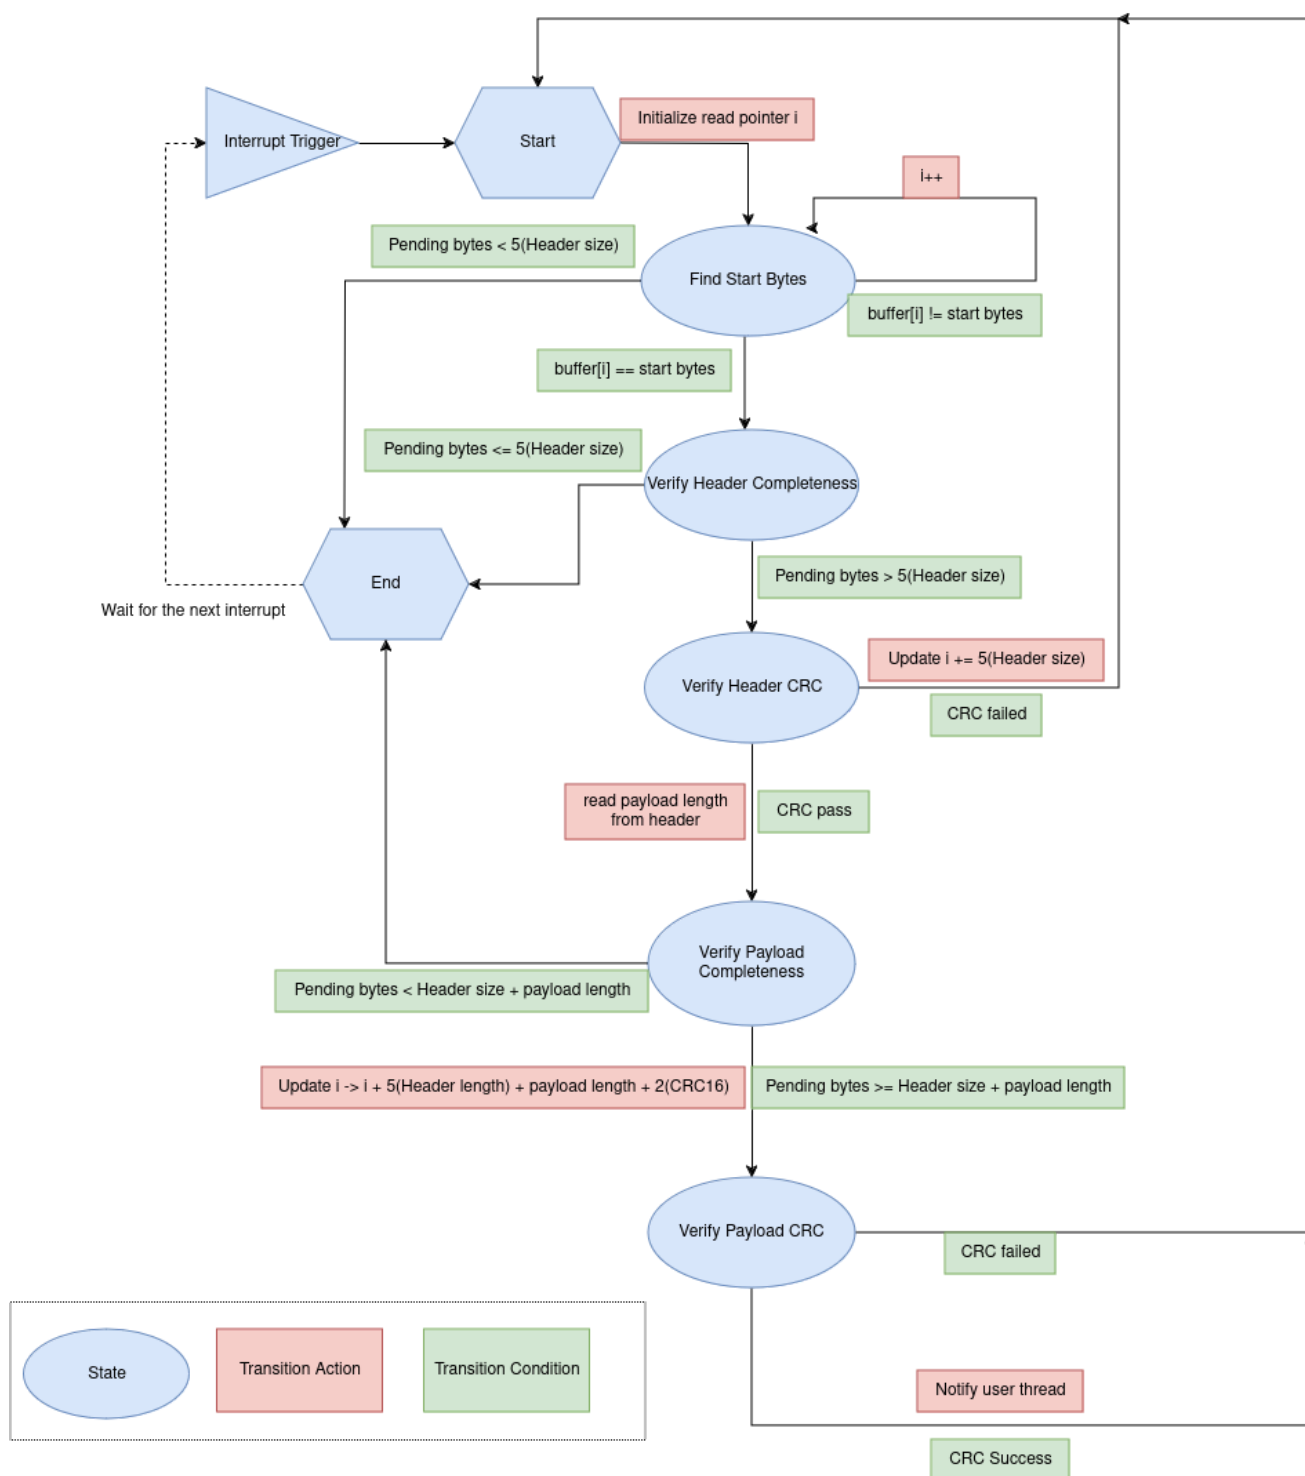 Initialize read pointer i
Interrupt Trigger
Start
i++
Pending bytes < 5(Header size)
Find Start Bytes
buffer[i] != start bytes
buffer[i] == start bytes
Pending bytes <= 5(Header size)
Verify Header Completeness
End
Pending bytes > 5(Header size)
Wait for the next interrupt
Update i += 5(Header size)
Verify Header CRC
CRC failed
read payload length
from header
CRC pass
Verify Payload
Completeness
Pending bytes < Header size + payload length
Update i -> i + 5(Header length) + payload length + 2(CRC16)
Pending bytes >= Header size + payload length
Verify Payload CRC
CRC failed
State
Transition Action
Transition Condition
Notify user thread
CRC Success